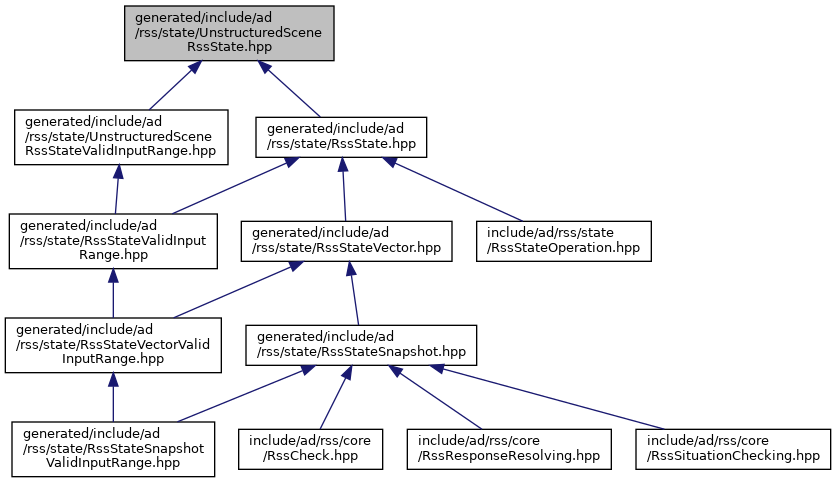 generated/include/ad
/rss/state/UnstructuredScene
RssState.hpp
generated/include/ad
/rss/state/UnstructuredScene
RssStateValidInputRange.hpp
generated/include/ad
/rss/state/RssState.hpp
generated/include/ad
/rss/state/RssStateValidInput
Range.hpp
generated/include/ad
/rss/state/RssStateVector.hpp
include/ad/rss/state
/RssStateOperation.hpp
generated/include/ad
/rss/state/RssStateVectorValid
InputRange.hpp
generated/include/ad
/rss/state/RssStateSnapshot.hpp
generated/include/ad
/rss/state/RssStateSnapshot
ValidInputRange.hpp
include/ad/rss/core
/RssCheck.hpp
include/ad/rss/core
/RssResponseResolving.hpp
include/ad/rss/core
/RssSituationChecking.hpp